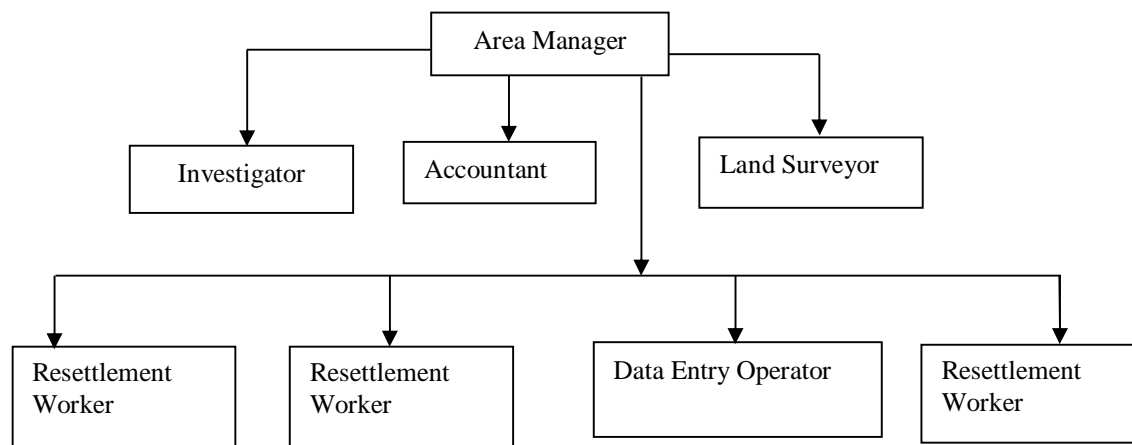 Area Manager
Investigator
Accountant
Land Surveyor
Resettlement
Worker
Resettlement
Worker
Data Entry Operator
Resettlement
Worker